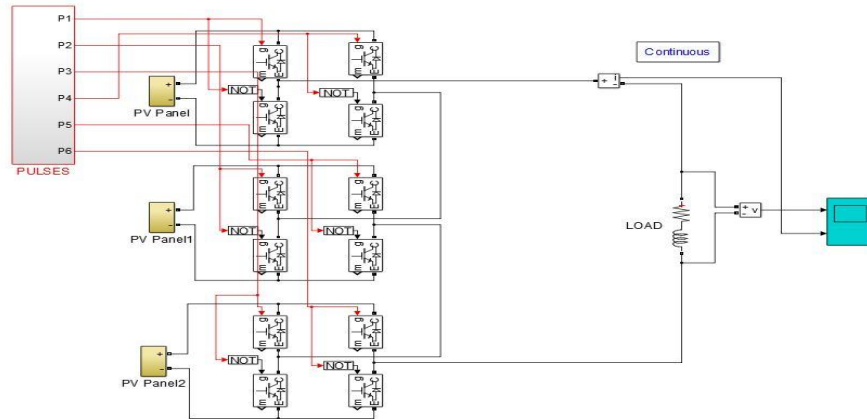 P1
P2
P3
P4
P5
P6
PULSES
Continuous
PV Panel
NOT
NOT
g
C
m
E
g
C
m
E
g
C
m
E
g
C
m
E
+
-
i
+
-
PV Panel1
NOT
NOT
g
C
m
E
g
C
m
E
g
C
m
E
g
C
m
E
+
-
LOAD
+
-
v
PV Panel2
NOT
NOT
g
C
m
E
g
C
m
E
g
C
m
E
g
C
m
E
+
-